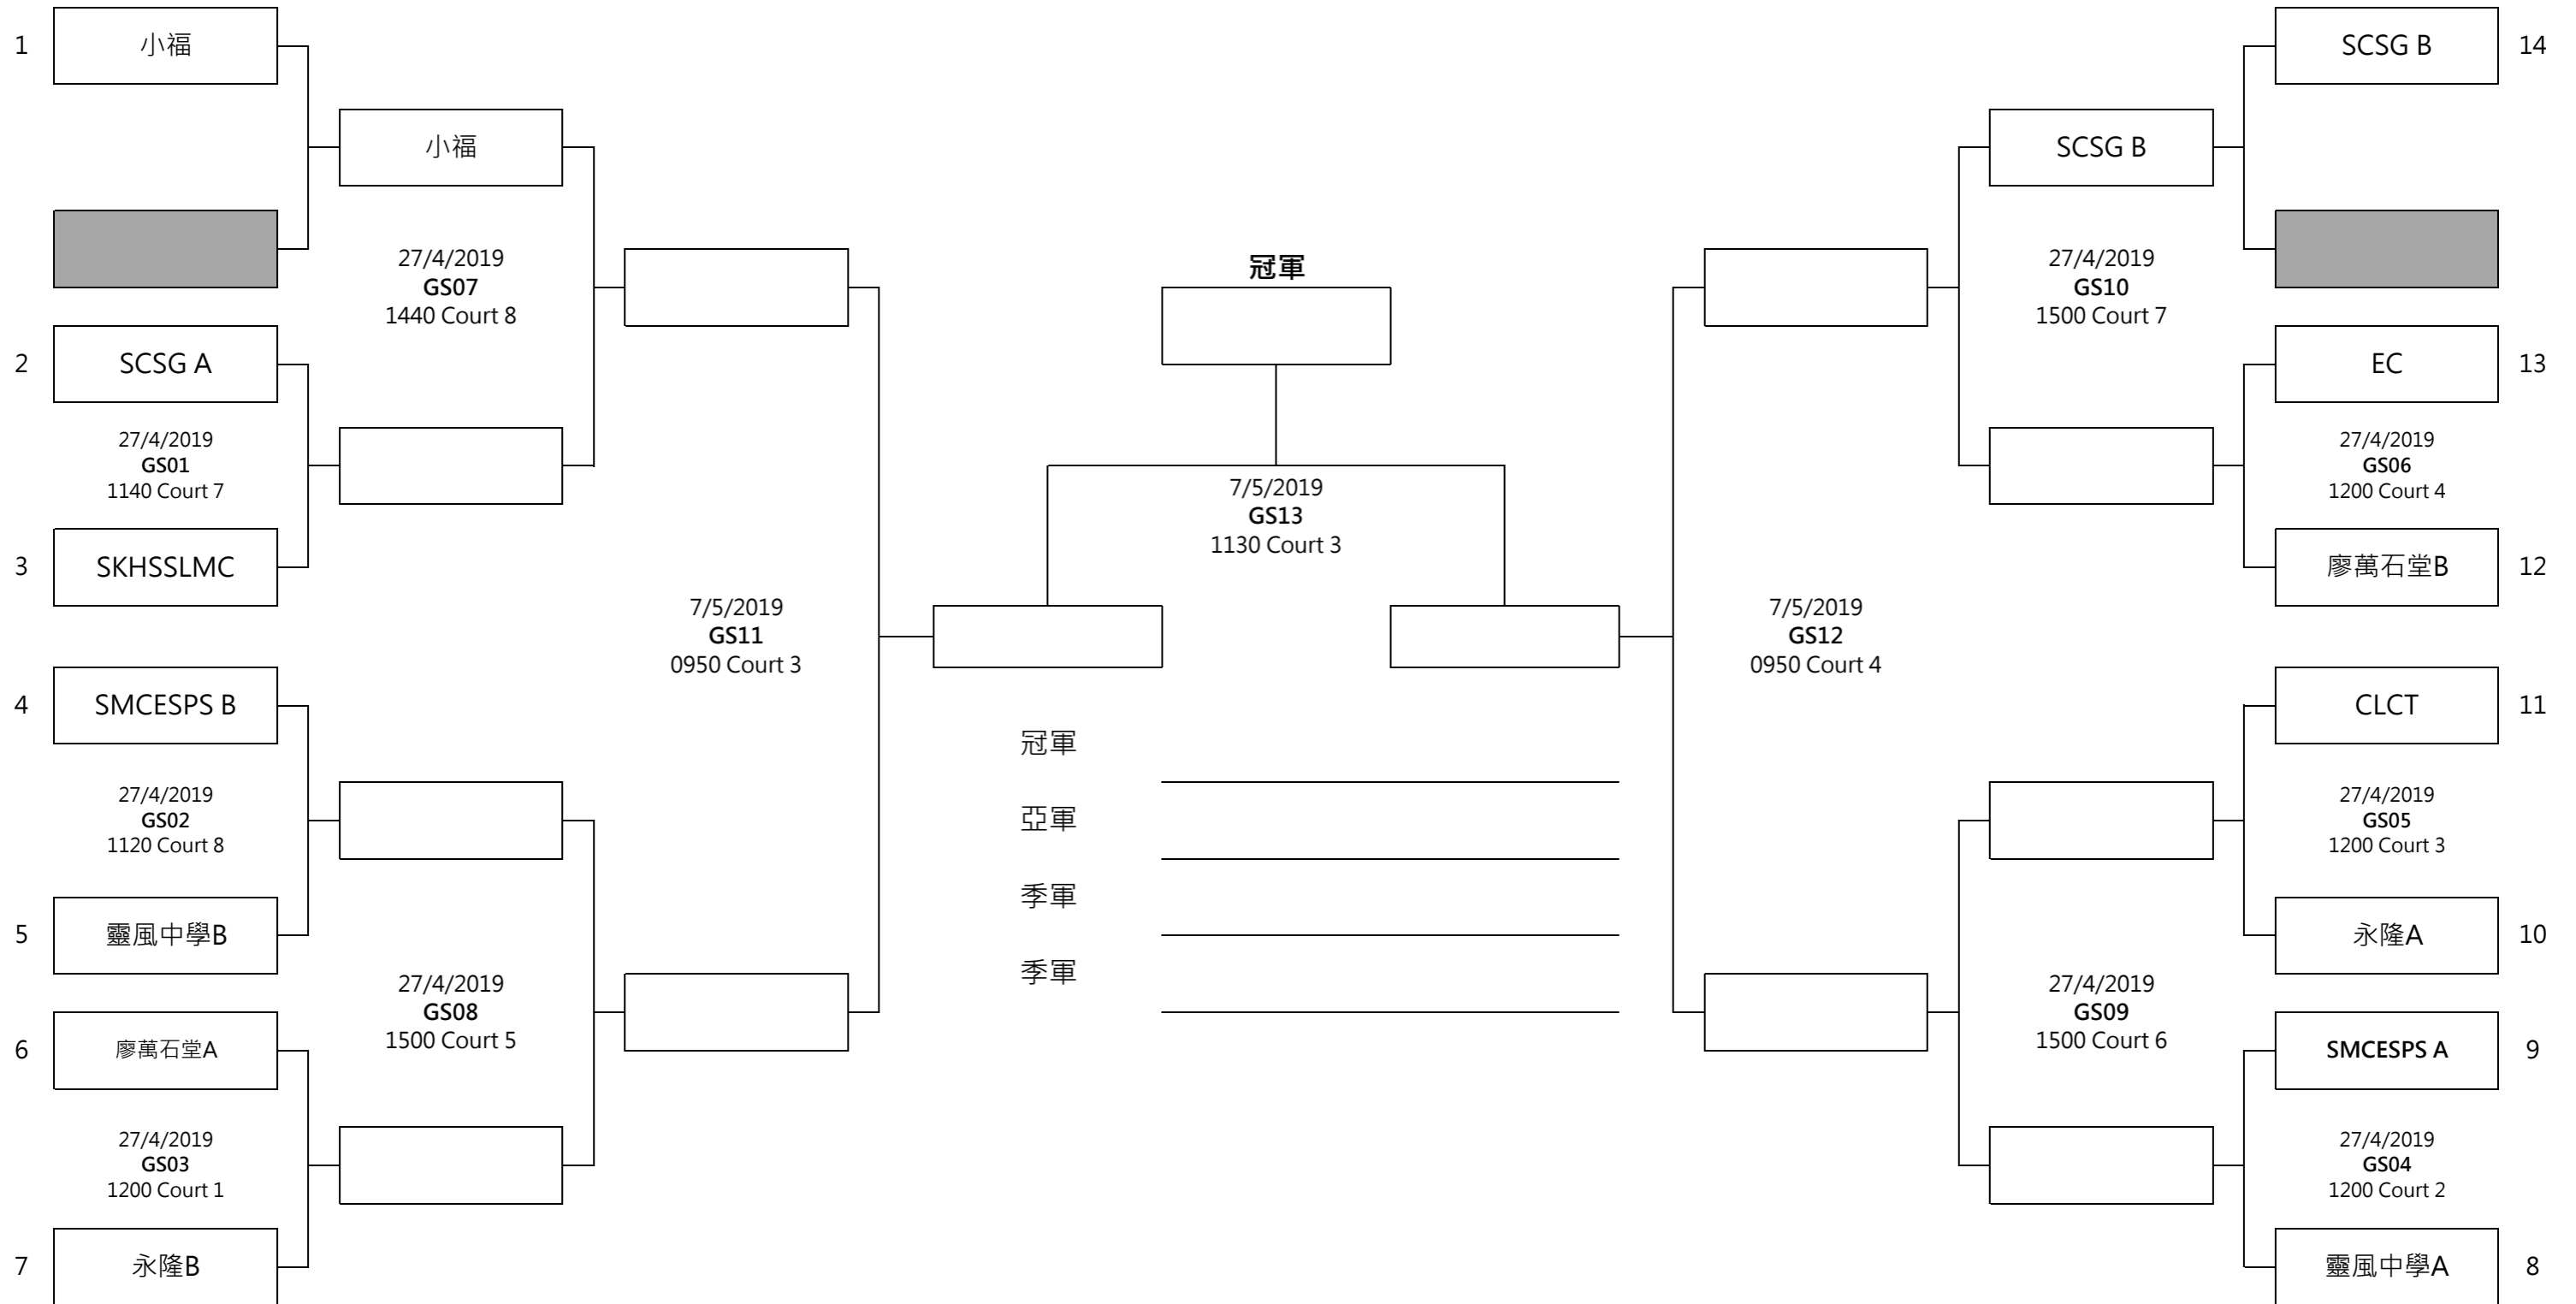 1
小福
小福
27/4/2019
GS07
1440 Court 8
2
SCSG A
27/4/2019
GS01
1140 Court 7
3
SKHSSLMC
7/5/2019
GS11
0950 Court 3
4
SMCESPS B
27/4/2019
GS02
1120 Court 8
5
靈風中學B
27/4/2019
GS08
1500 Court 5
6
廖萬石堂A
27/4/2019
GS03
1200 Court 1
7
永隆B
冠軍
7/5/2019
GS13
1130 Court 3
冠軍
亞軍
季軍
季軍
SCSG B
14
SCSG B
27/4/2019
GS10
1500 Court 7
EC
13
27/4/2019
GS06
1200 Court 4
廖萬石堂B
12
7/5/2019
GS12
0950 Court 4
CLCT
11
27/4/2019
GS05
1200 Court 3
永隆A
10
27/4/2019
GS09
1500 Court 6
SMCESPS A
9
27/4/2019
GS04
1200 Court 2
靈風中學A
8